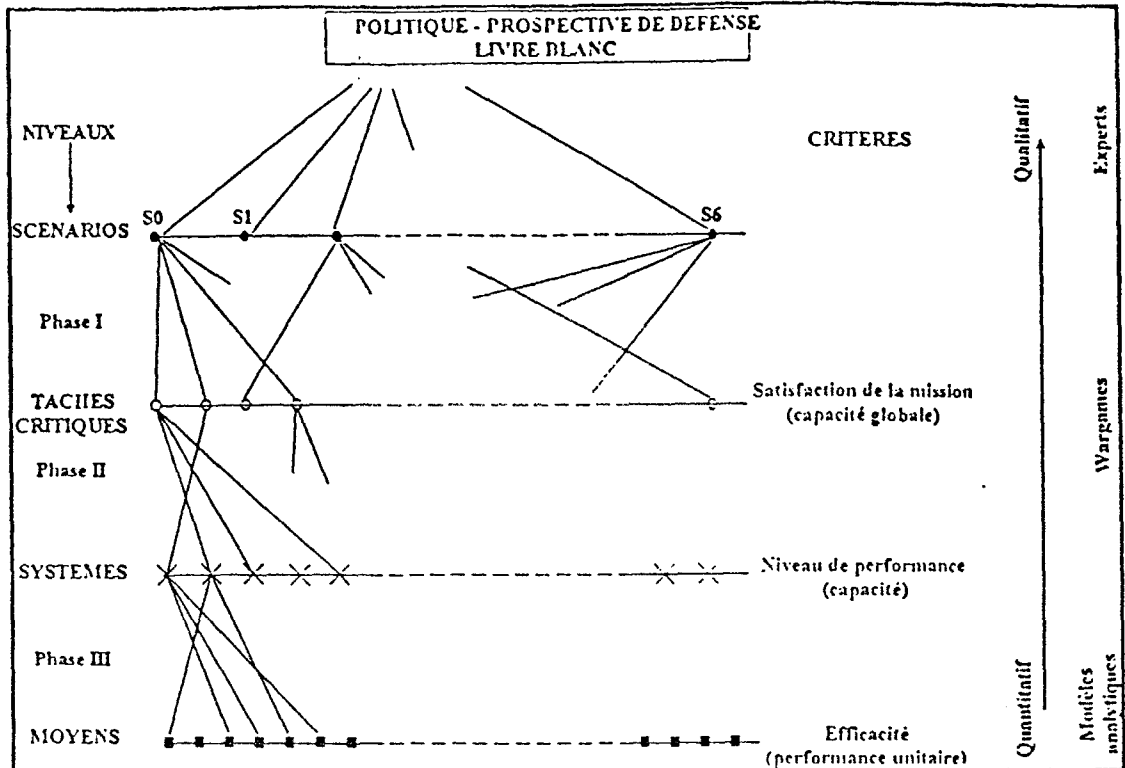 POLITIQUE - PROSPECTIVE DE DEFENSE
LIVRE BLANC
NIVEAUX
CRITERES
Qualitatif
Experts
S0
S1
S6
SCENARIOS
Phase I
TACHES
CRITIQUES
Satisfaction de la mission
(capacité globale)
Wargames
Phase II
SYSTEMES
Niveau de performance
(capacité)
Phase III
Quantitatif
Modèles
analytiques
MOYENS
Efficacité
(performance unitaire)